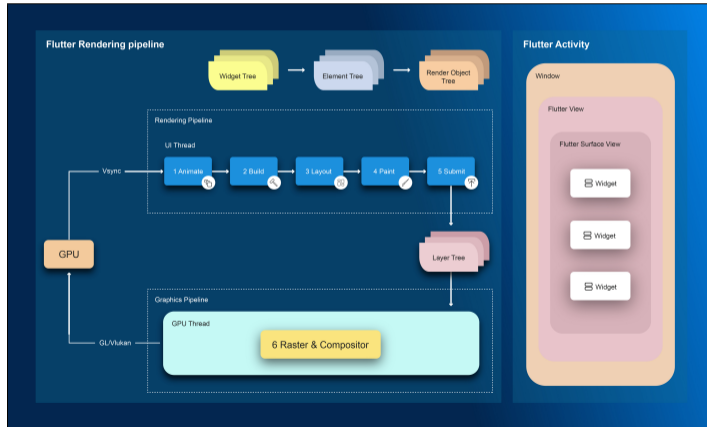 Flutter Rendering pipeline
Widget Tree
Element Tree
Render Object
Tree
Rendering Pipeline
UI Thread
Vsync
1 Animate
2 Build
3 Layout
4 Paint
5 Submit
GPU
Layer Tree
Graphics Pipeline
GPU Thread
6 Raster & Compositor
GL/Vlukan
Flutter Activity
Window
Flutter View
Flutter Surface View
Widget
Widget
Widget